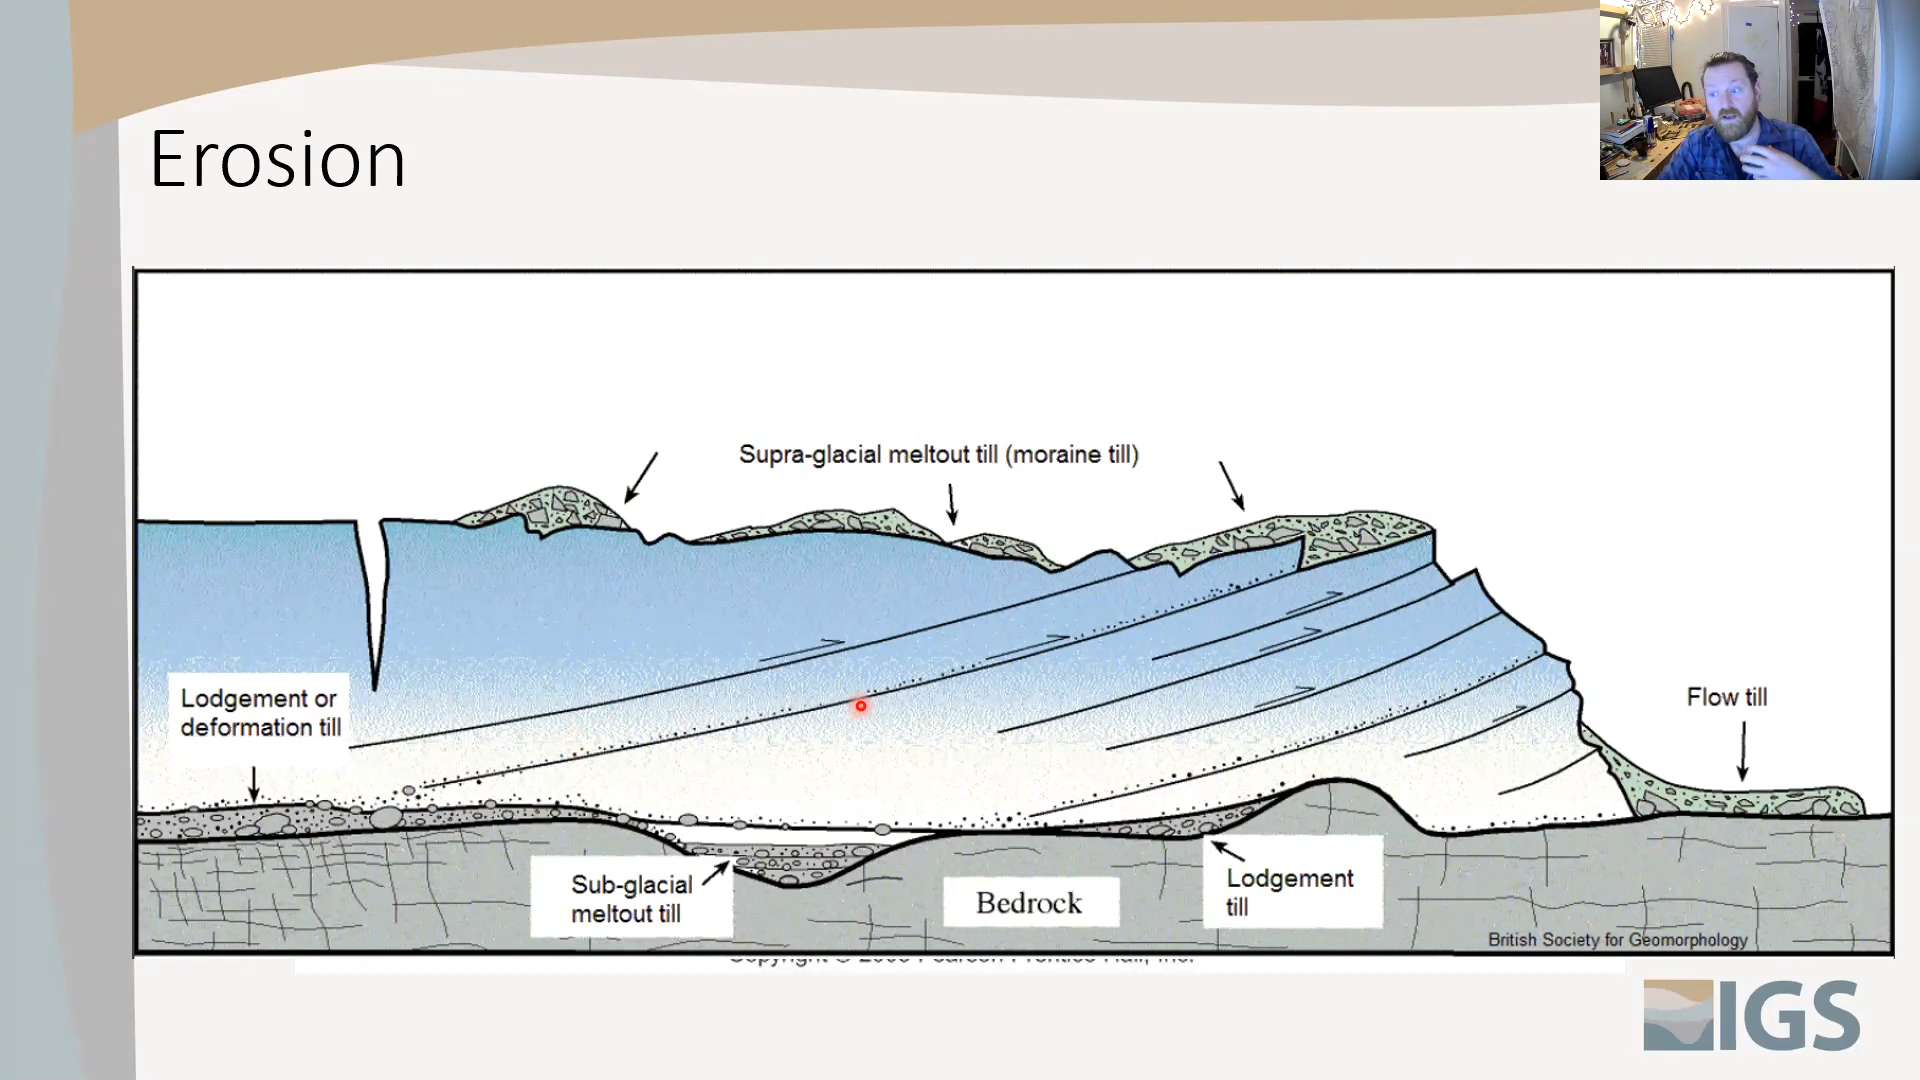 Erosion
Supra-glacial meltout till (moraine till)
Lodgement or
deformation till
Flow till
Sub-glacial
meltout till
Bedrock
Lodgement
till
British Society for Geomorphology
IGS